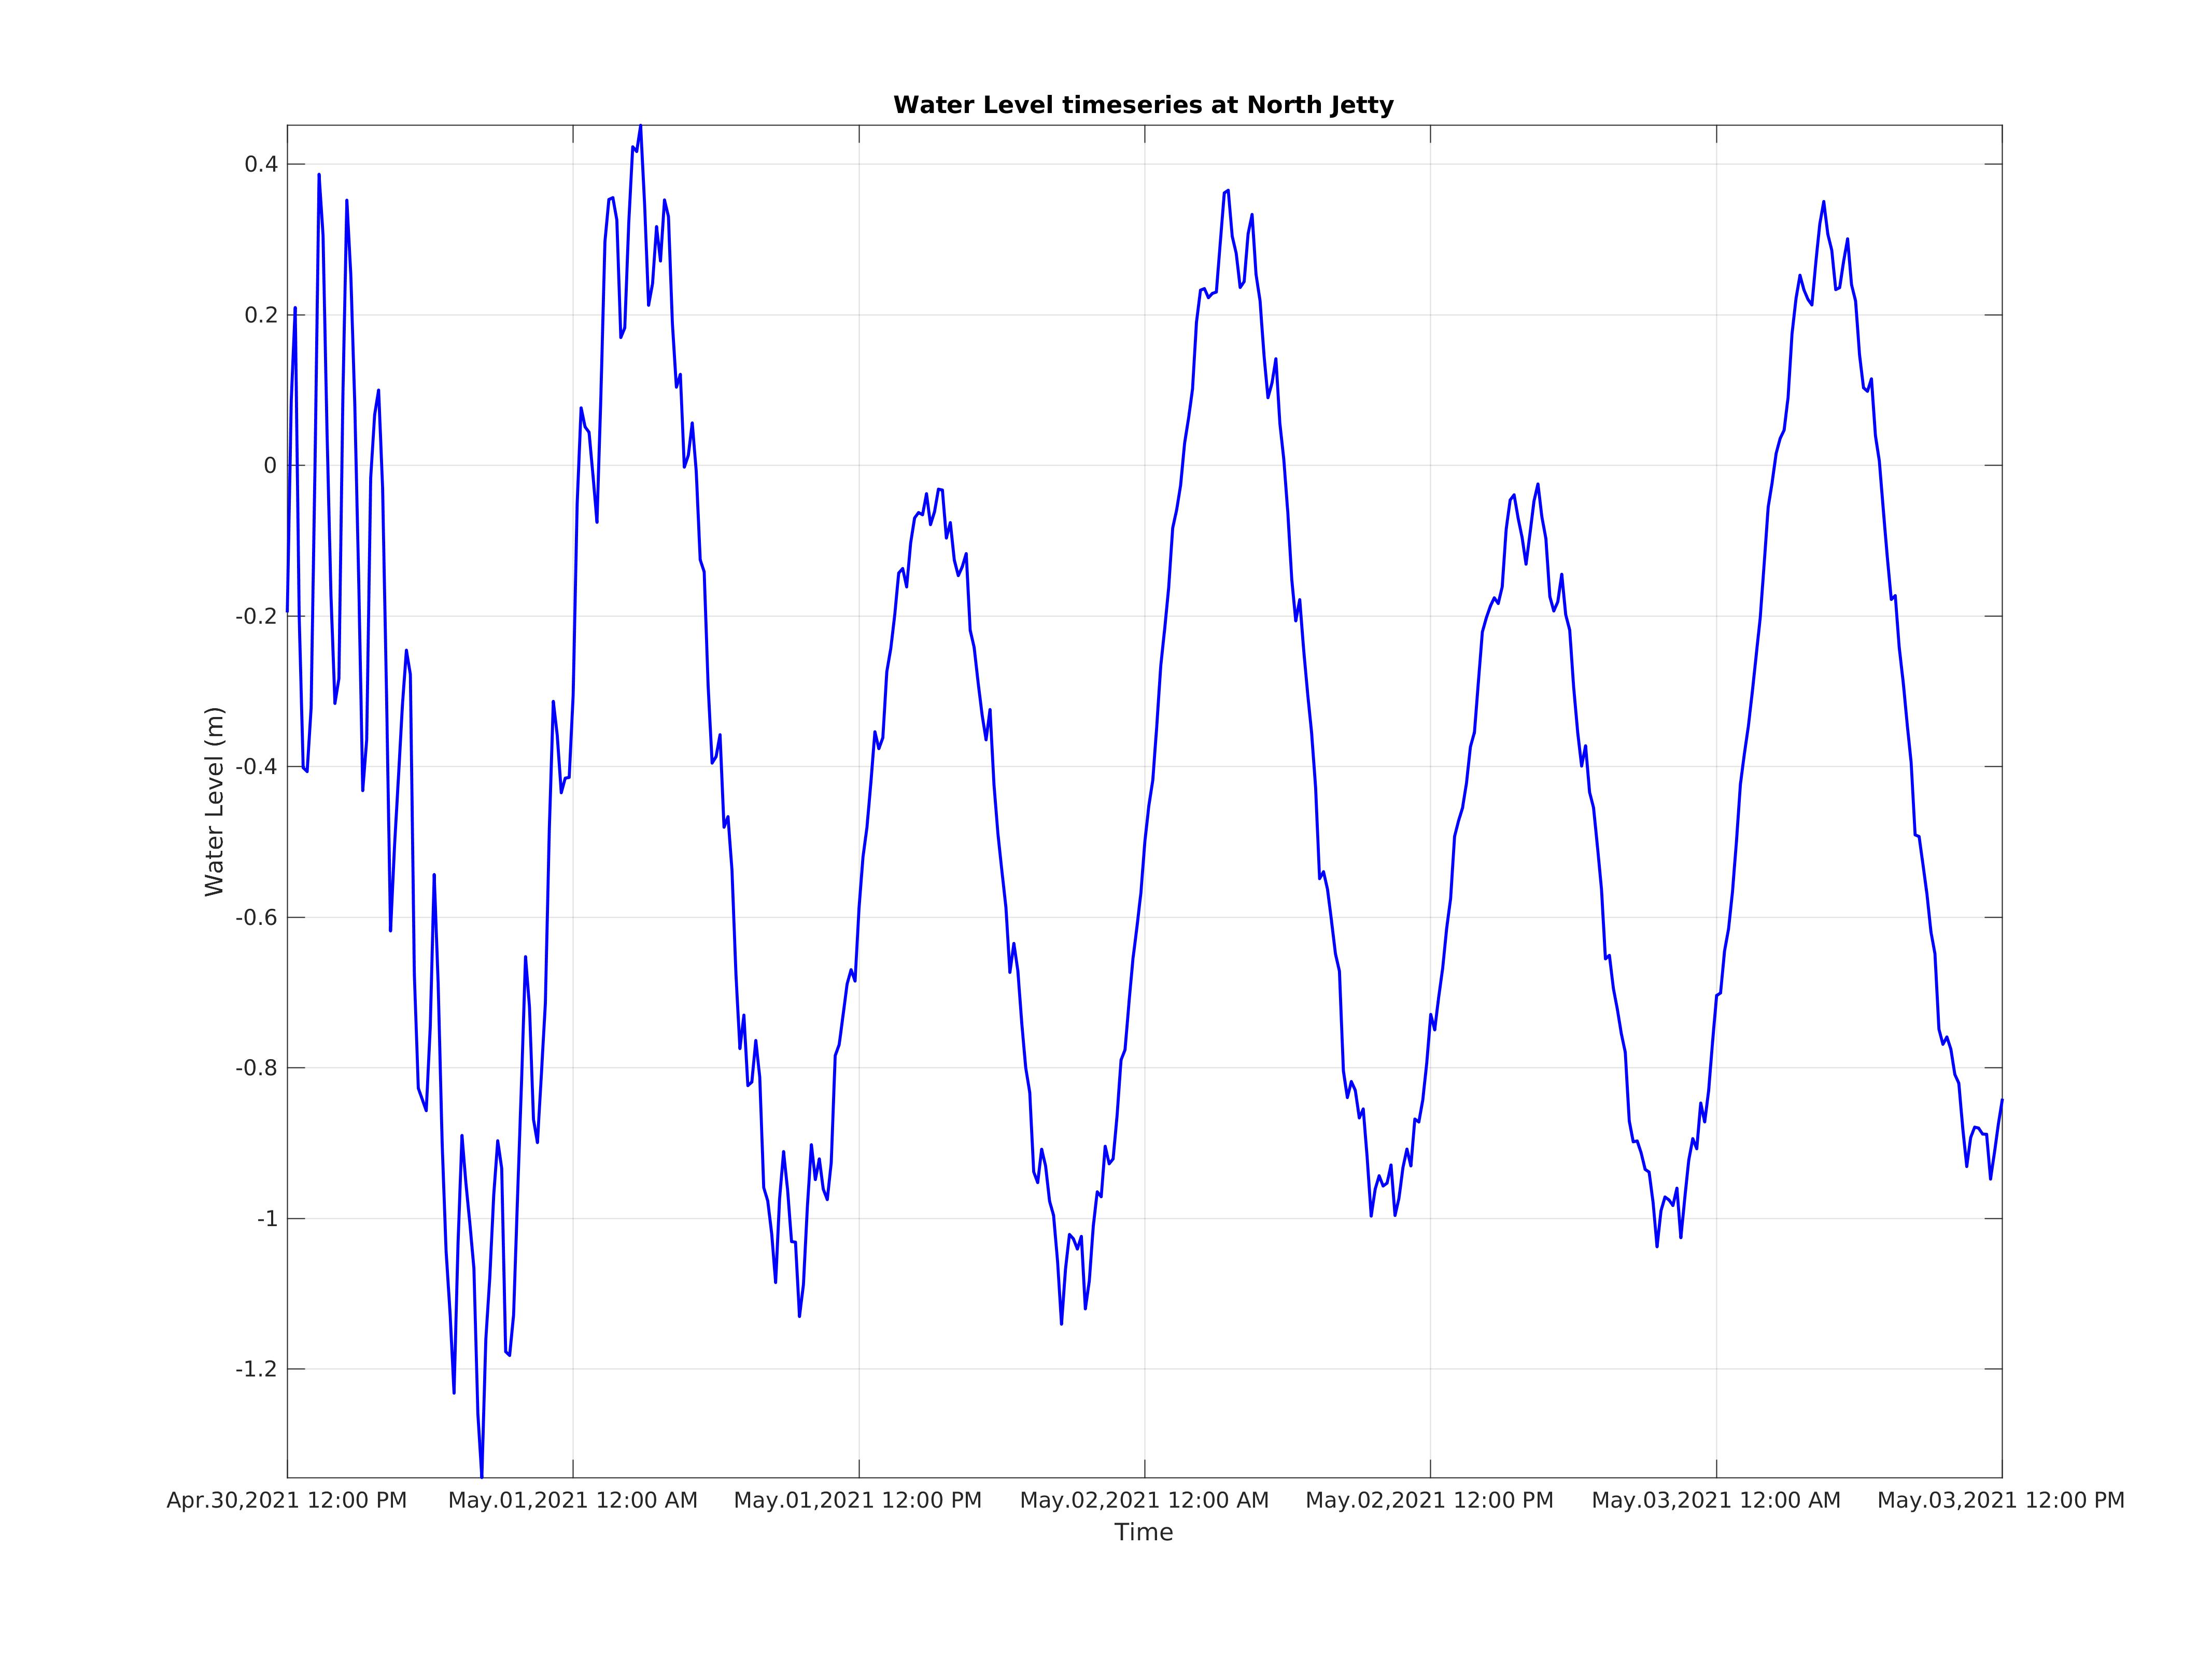 Water Level timeseries at North Jetty
0.4
0.2
0
-0.2
-0.4
-0.6
-0.8
-1
-1.2
Water Level (m)
Apr.30,2021 12:00 PM May.01,2021 12:00 AM May.01,2021 12:00 PM May.02,2021 12:00 AM May.02,2021 12:00 PM May.03,2021 12:00 AM May.03,2021 12:00 PM
Time